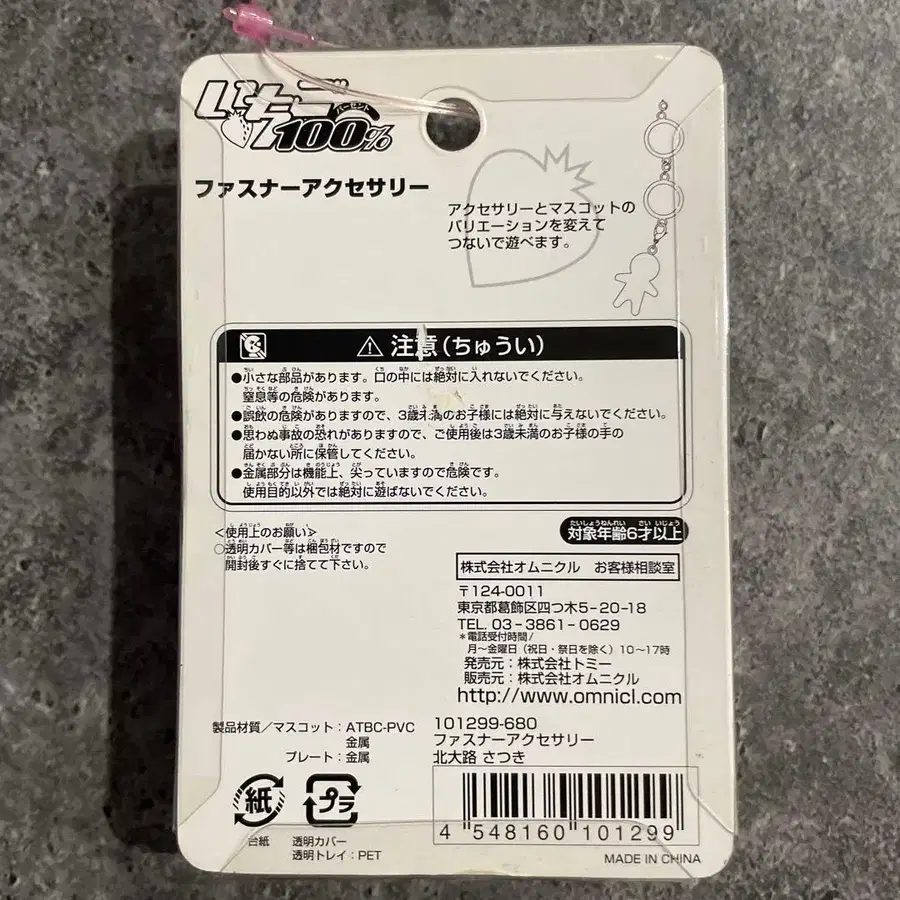 いちご100%
パーセント
ファスナーアクセサリー
アクセサリーとマスコットの
バリエーションを変えて
つないで遊べます。
⚠ 注意(ちゅうい)
●小さな部品があります。口の中には絶対に入れないでください。
窒息等の危険があります。
●誤飲の危険がありますので、3歳未満のお子様には絶対に与えないでください。
●思わぬ事故の恐れがありますので、ご使用後は3歳未満のお子様の手の
届かない所に保管してください。
●金属部分は機能上、尖っていますので危険です。
使用目的以外では絶対に遊ばないでください。
たいしょうねんれい さい いじょう
対象年齢6才以上
<使用上のお願い>
○透明カバー等は梱包材ですので
開封後すぐに捨てて下さい。
株式会社オムニクル お客様相談室
〒124-0011
東京都葛飾区四つ木5-20-18
TEL. 03-3861-0629
*電話受付時間/
月~金曜日(祝日・祭日を除く)10~17時
発売元:株式会社トミー
販売元:株式会社オムニクル
http://www.omnicl.com
製品材質/マスコット:ATBC-PVC
金属
プレート:金属
101299-680
ファスナーアクセサリー
北大路 さつき
紙
プラ
台紙
透明カバー
透明トレイ:PET
4 548160 101299
MADE IN CHINA